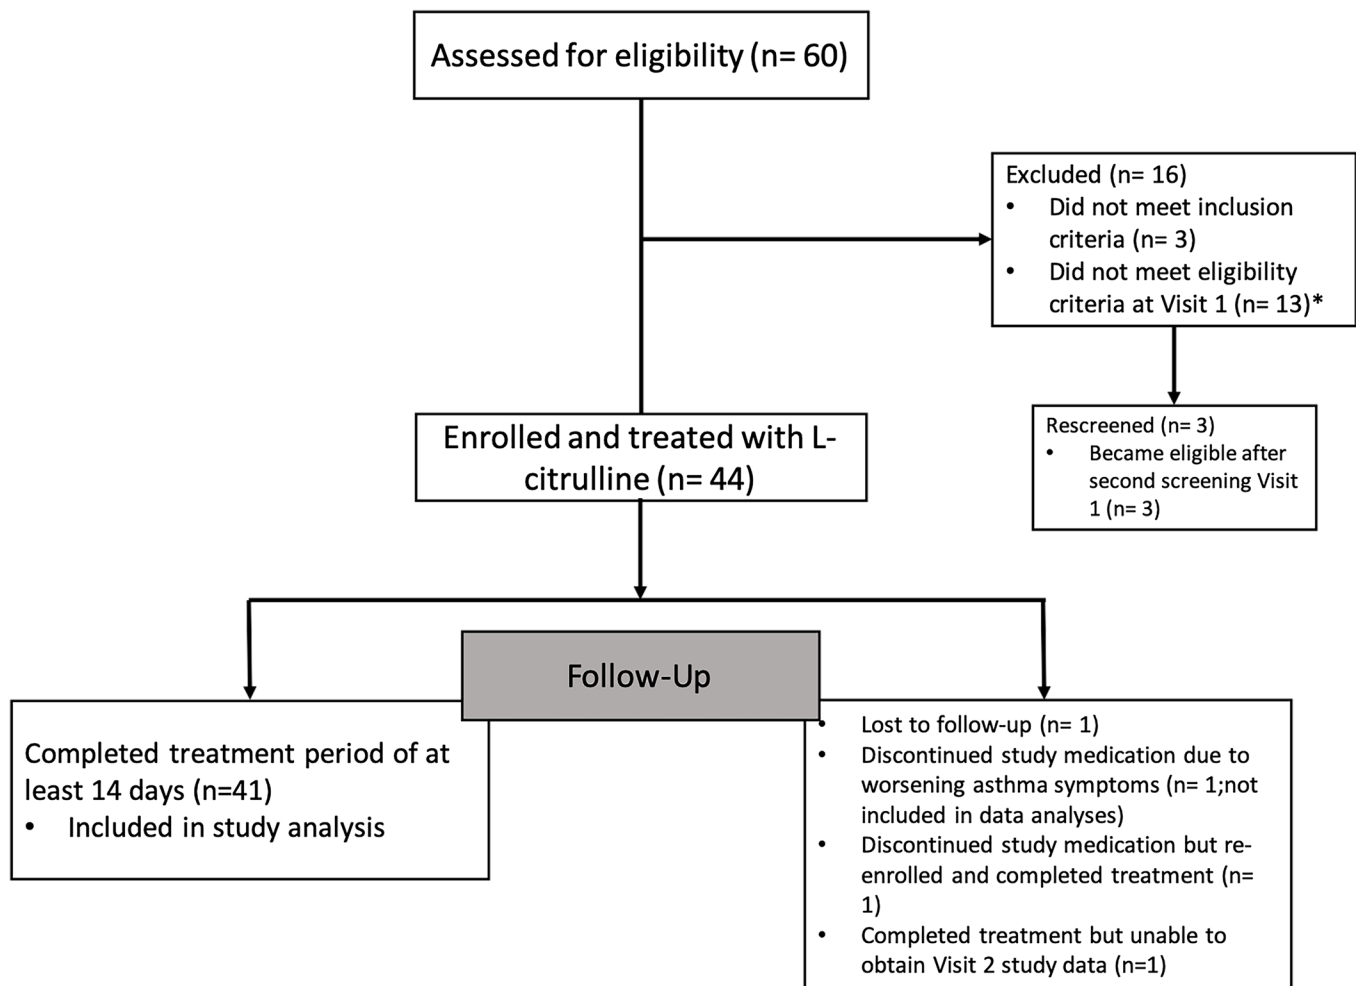 Assessed for eligibility (n= 60)
Excluded (n= 16)
• Did not meet inclusion
criteria (n= 3)
• Did not meet eligibility
criteria at Visit 1 (n= 13)*
Rescreened (n= 3)
• Became eligible after
second screening Visit
1 (n= 3)
Enrolled and treated with L-
citrulline (n= 44)
Follow-Up
Completed treatment period of at
least 14 days (n=41)
• Included in study analysis
• Lost to follow-up (n= 1)
• Discontinued study medication due to
worsening asthma symptoms (n= 1;not
included in data analyses)
• Discontinued study medication but re-
enrolled and completed treatment (n=
1)
• Completed treatment but unable to
obtain Visit 2 study data (n=1)